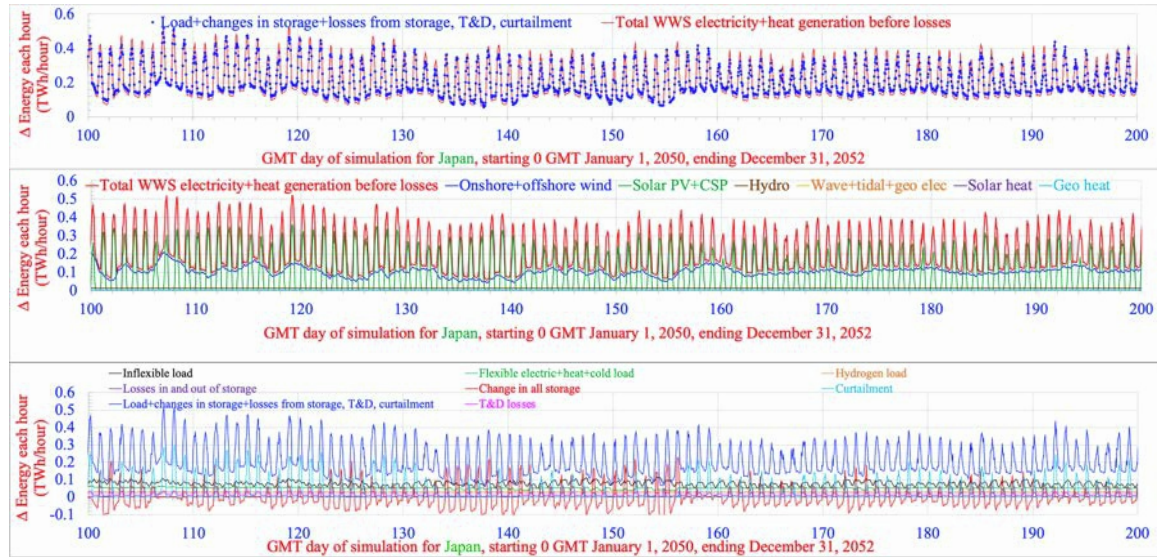 Load+changes in storage+losses from storage, T&D, curtailment Total WWS electricity+heat generation before losses
Δ Energy each hour
(TWh/hour)
0.6
0.4
0.2
0
100 110 120 130 140 150 160 170 180 190 200
GMT day of simulation for Japan, starting 0 GMT January 1, 2050, ending December 31, 2052
Total WWS electricity+heat generation before losses Onshore+offshore wind Solar PV+CSP Hydro Wave+tidal+geo elec Solar heat Geo heat
Δ Energy each hour
(TWh/hour)
0.6
0.5
0.4
0.3
0.2
0.1
0
100 110 120 130 140 150 160 170 180 190 200
GMT day of simulation for Japan, starting 0 GMT January 1, 2050, ending December 31, 2052
Inflexible load Flexible electric+heat+cold load Hydrogen load
Losses in and out of storage Change in all storage Curtailment
Load+changes in storage+losses from storage, T&D, curtailment T&D losses
Δ Energy each hour
(TWh/hour)
0.6
0.5
0.4
0.3
0.2
0.1
0
-0.1
100 110 120 130 140 150 160 170 180 190 200
GMT day of simulation for Japan, starting 0 GMT January 1, 2050, ending December 31, 2052